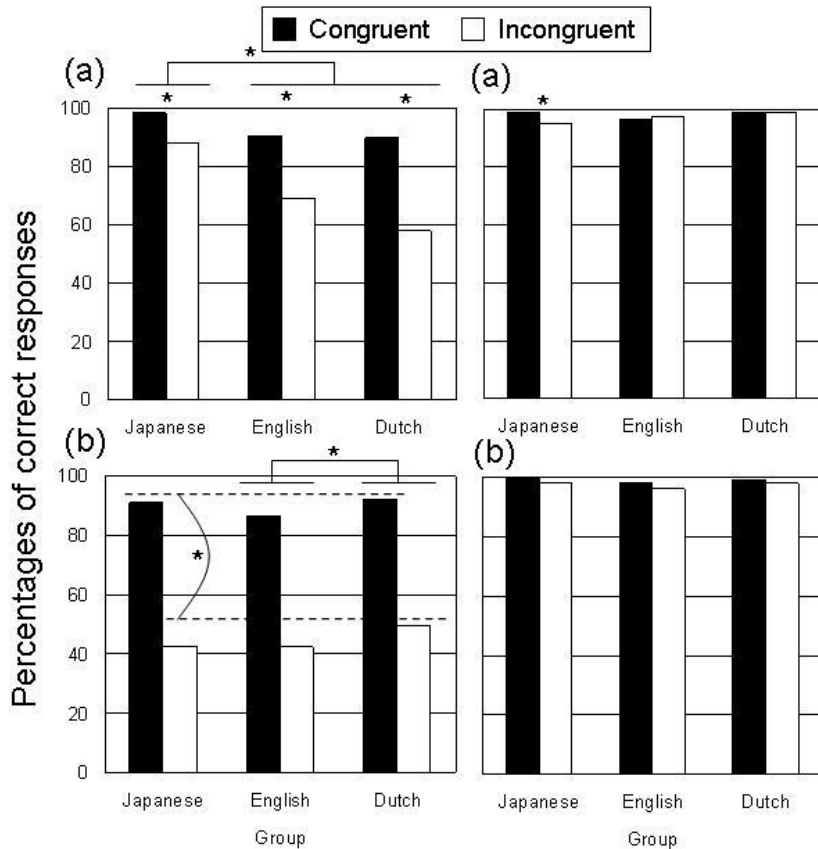 Congruent Incongruent
(a)
*
* * *
100
80
60
40
20
0
Japanese English Dutch
(a)
*
Japanese English Dutch
(b)
*
100
80
60
40
20
0
*
Japanese English Dutch
Group
(b)
Japanese English Dutch
Group
Percentages of correct responses